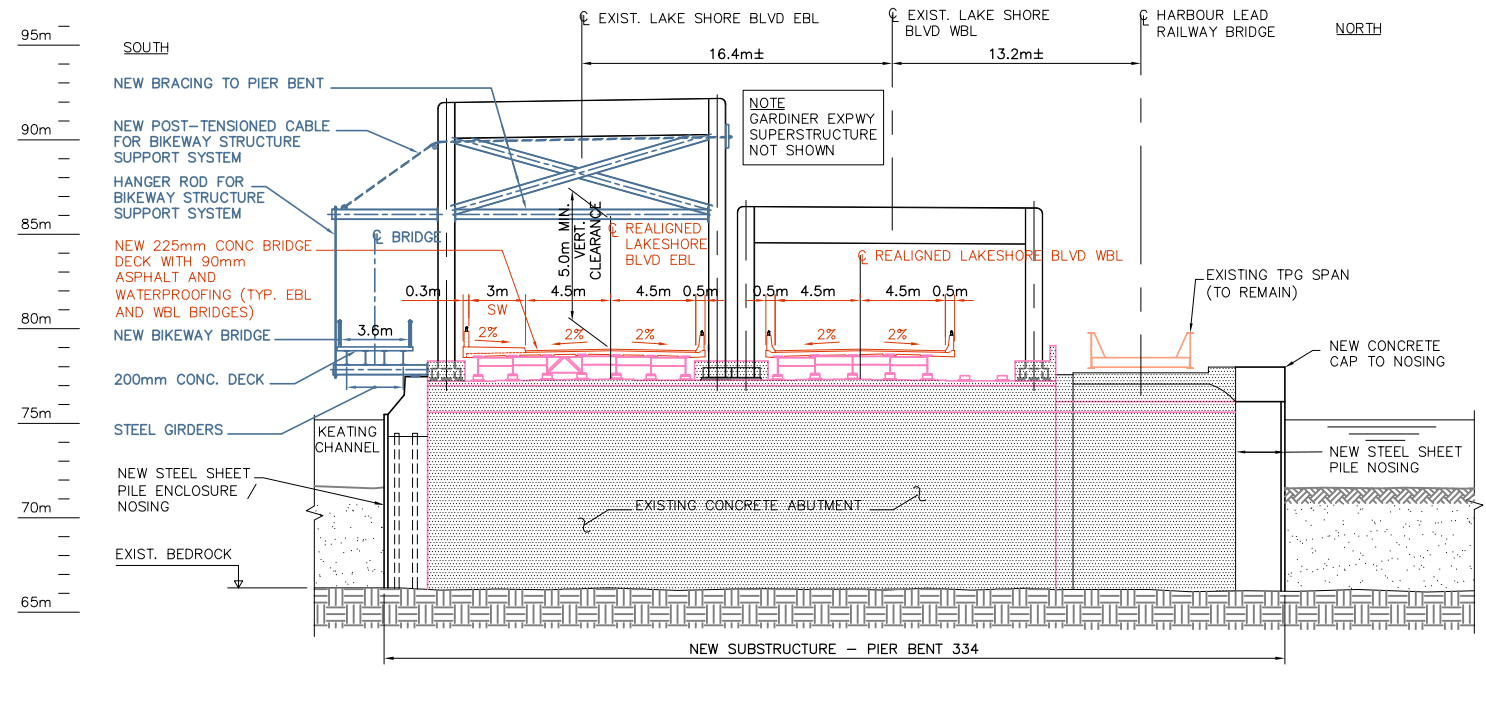 ℄ EXIST. LAKE SHORE BLVD EBL
℄ EXIST. LAKE SHORE
BLVD WBL
℄ HARBOUR LEAD
RAILWAY BRIDGE
NORTH
SOUTH
16.4m±
13.2m±
95m
90m
85m
80m
75m
70m
65m
NEW BRACING TO PIER BENT
NEW POST-TENSIONED CABLE
FOR BIKEWAY STRUCTURE
SUPPORT SYSTEM
HANGER ROD FOR
BIKEWAY STRUCTURE
SUPPORT SYSTEM
NEW 225mm CONC BRIDGE
DECK WITH 90mm
ASPHALT AND
WATERPROOFING (TYP. EBL
AND WBL BRIDGES)
NEW BIKEWAY BRIDGE
200mm CONC. DECK
STEEL GIRDERS
NEW STEEL SHEET
PILE ENCLOSURE /
NOSING
EXIST. BEDROCK
NOTE
GARDINER EXPWY
SUPERSTRUCTURE
NOT SHOWN
℄ BRIDGE
5.0m MIN.
VERT.
CLEARANCE
℄ REALIGNED
LAKESHORE
BLVD EBL
℄ REALIGNED LAKESHORE BLVD WBL
0.3m
3m
SW
4.5m
4.5m
0.5m
0.5m
4.5m
4.5m
0.5m
3.6m
2%
2%
2%
2%
2%
EXISTING TPG SPAN
(TO REMAIN)
NEW CONCRETE
CAP TO NOSING
KEATING
CHANNEL
NEW STEEL SHEET
PILE NOSING
EXISTING CONCRETE ABUTMENT
NEW SUBSTRUCTURE – PIER BENT 334